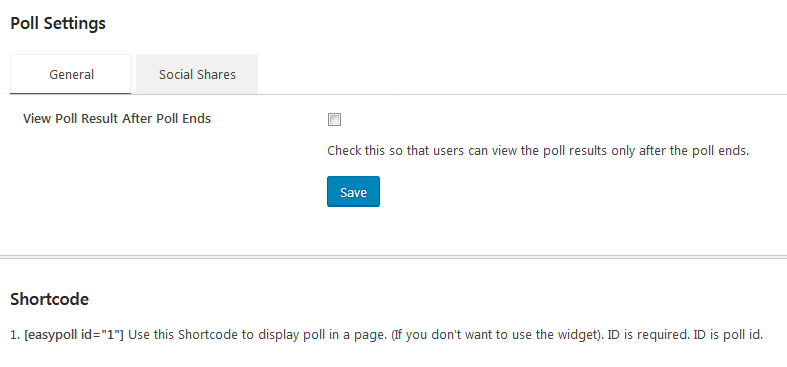 Poll Settings
General
Social Shares
View Poll Result After Poll Ends
Check this so that users can view the poll results only after the poll ends.
Save
Shortcode
1. [easypoll id="1"] Use this Shortcode to display poll in a page. (If you don't want to use the widget). ID is required. ID is poll id.